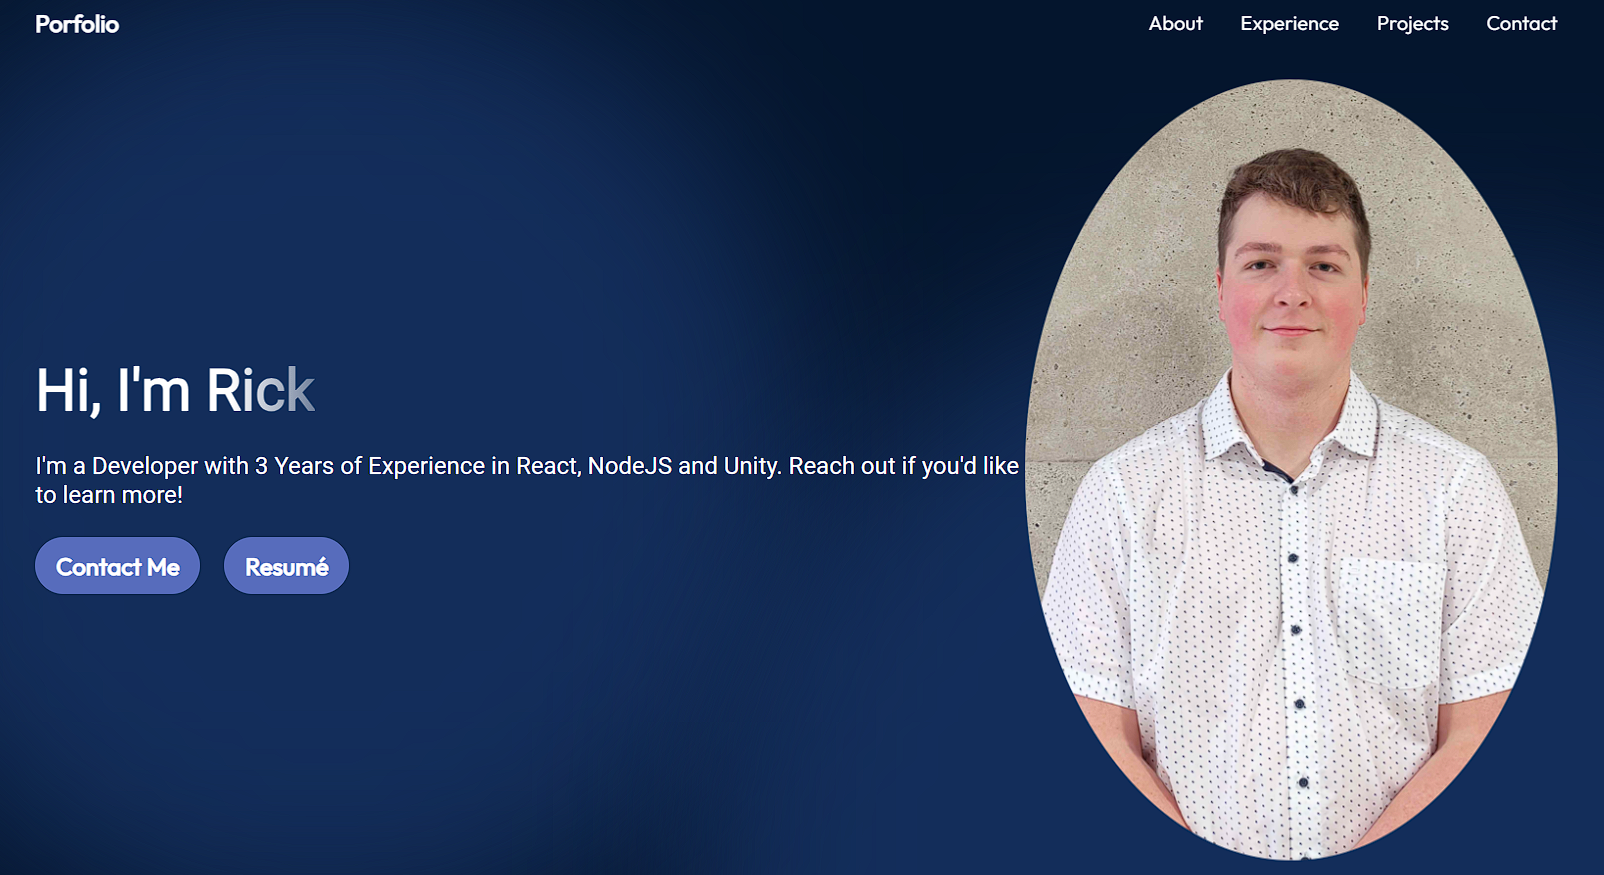 Porfolio
About Experience Projects Contact
Hi, I'm Rick
I'm a Developer with 3 Years of Experience in React, NodeJS and Unity. Reach out if you'd like
to learn more!
Contact Me
Resumé